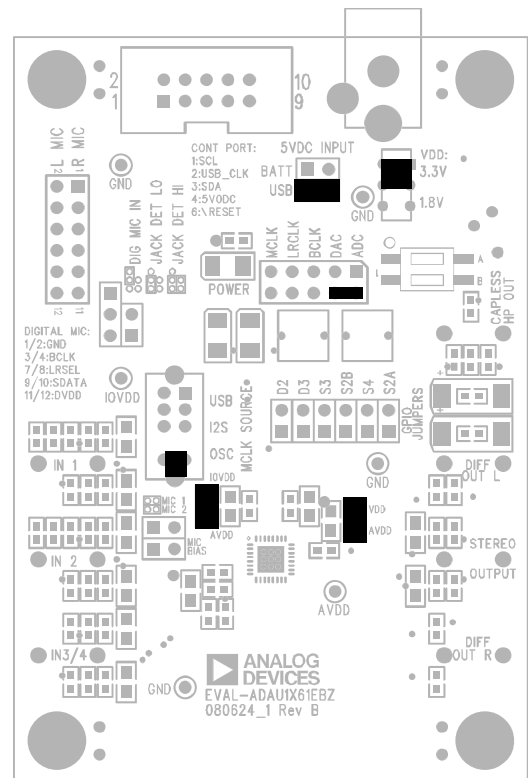 2
1
10
9
L MIC
R MIC
2
1
CONT PORT:
1:SCL
2:USB_CLK
3:SDA
4:5VODC
6:\RESET
5VDC INPUT
BATT
USB
VDD:
3.3V
1.8V
GND
GND
DIG MIC IN
JACK DET LO
JACK DET HI
POWER
MCLK
LRCLK
BCLK
DAC
ADC
1
A
B
CAPLESS
HP OUT
12
11
DIGITAL MIC:
1/2:GND
3/4:BCLK
7/8:LRSEL
9/10:SDATA
11/12:DVDD
IOVDD
USB
I2S
OSC
MCLK SOURCE
D2
D3
S3
S2B
S4
S2A
GPIO
JUMPERS
+
+
IN 1
IOVDD
AVDD
VDD
AVDD
GND
DIFF
OUT L
MIC 1
MIC 2
MIC
BIAS
IN 2
STEREO
OUTPUT
AVDD
IN3/4
DIFF
OUT R
GND
ANALOG
DEVICES
EVAL-ADAU1X61EBZ
080624_1 Rev B